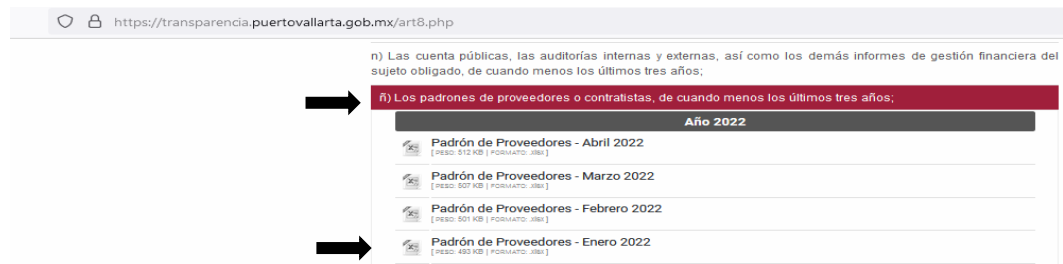 https://transparencia.puertovallarta.gob.mx/art8.php
n) Las cuenta públicas, las auditorías internas y externas, así como los demás informes de gestión financiera del
sujeto obligado, de cuando menos los últimos tres años;
ñ) Los padrones de proveedores o contratistas, de cuando menos los últimos tres años;
Año 2022
Padrón de Proveedores - Abril 2022
[ PESO: 512 KB | FORMATO: .xlsx ]
Padrón de Proveedores - Marzo 2022
[ PESO: 507 KB | FORMATO: .xlsx ]
Padrón de Proveedores - Febrero 2022
[ PESO: 501 KB | FORMATO: .xlsx ]
Padrón de Proveedores - Enero 2022
[ PESO: 493 KB | FORMATO: .xlsx ]